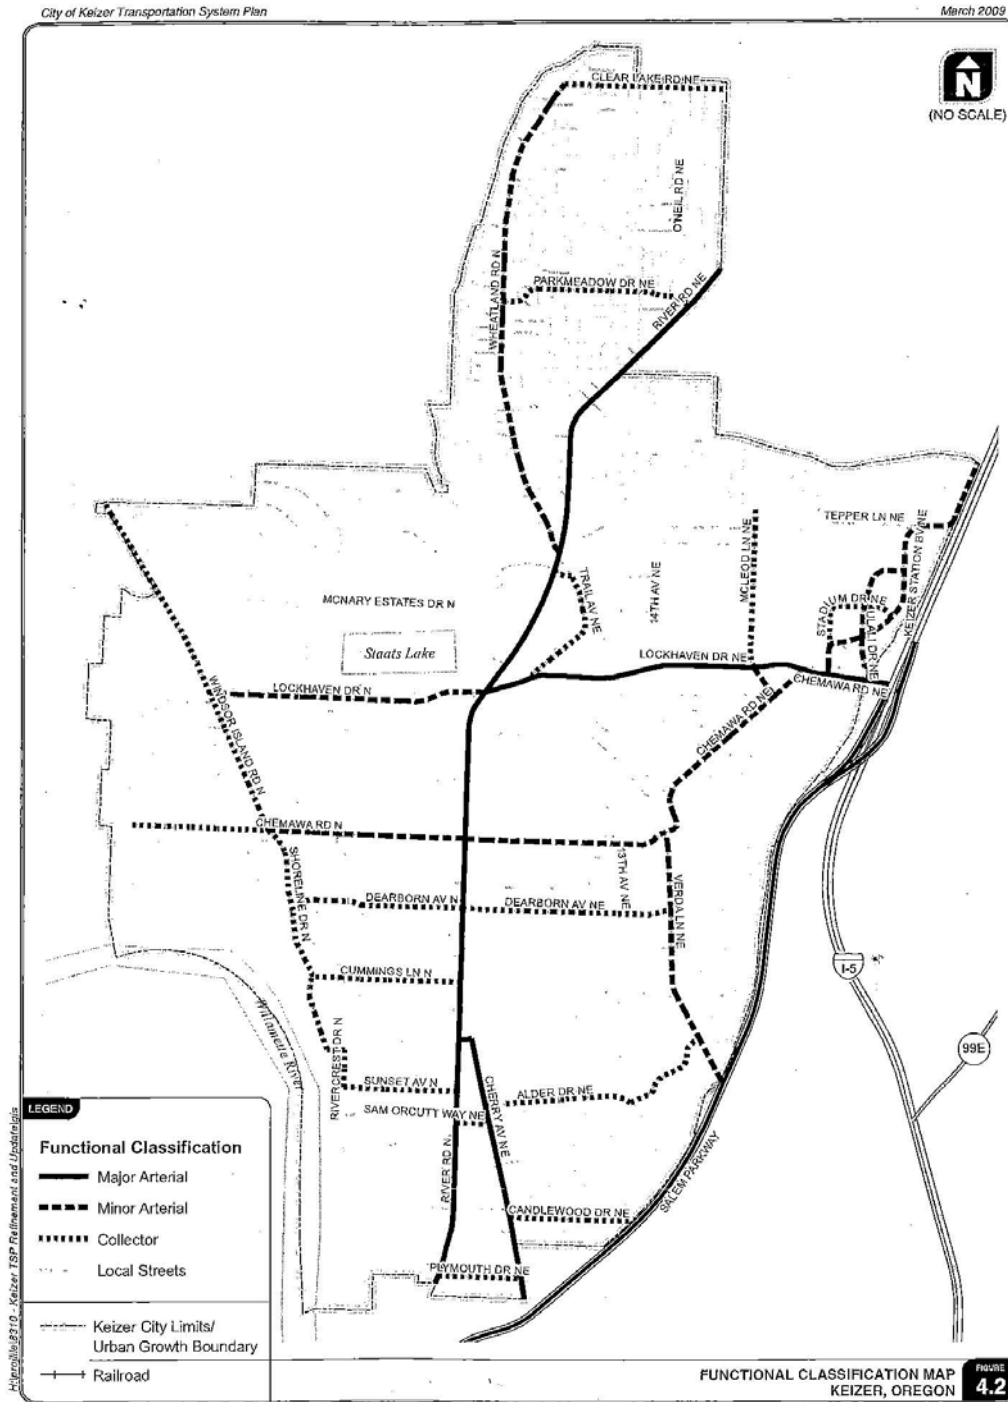 City of Keizer Transportation System Plan
March 2009
N
(NO SCALE)
CLEAR LAKE RD NE
O'NEIL RD NE
WHEATLAND RD N
PARKMEADOW DR NE
RIVER RD NE
TEPPER LN NE
KEIZER STATION BV NE
MCLEOD LN NE
14TH AV NE
TRAIL AV NE
MCNARY ESTATES DR N
STADIUM DR NE
ULALI DR NE
Staats Lake
LOCKHAVEN DR NE
CHEMAWA RD NE
LOCKHAVEN DR N
WINDSOR ISLAND RD N
CHEMAWA RD NE
CHEMAWA RD N
SHORELINE DR N
13TH AV NE
VERDA LN NE
DEARBORN AV N
DEARBORN AV NE
I-5
CUMMINGS LN N
Willamette River
RIVERCREST DR N
99E
SUNSET AV N
CHERRY AV NE
ALDER DR NE
SAM ORCUTT WAY NE
RIVER RD N
SALEM PARKWAY
CANDLEWOOD DR NE
PLYMOUTH DR NE
LEGEND
Functional Classification
Major Arterial
Minor Arterial
Collector
Local Streets
Keizer City Limits/
Urban Growth Boundary
Railroad
FUNCTIONAL CLASSIFICATION MAP
KEIZER, OREGON
FIGURE
4.2